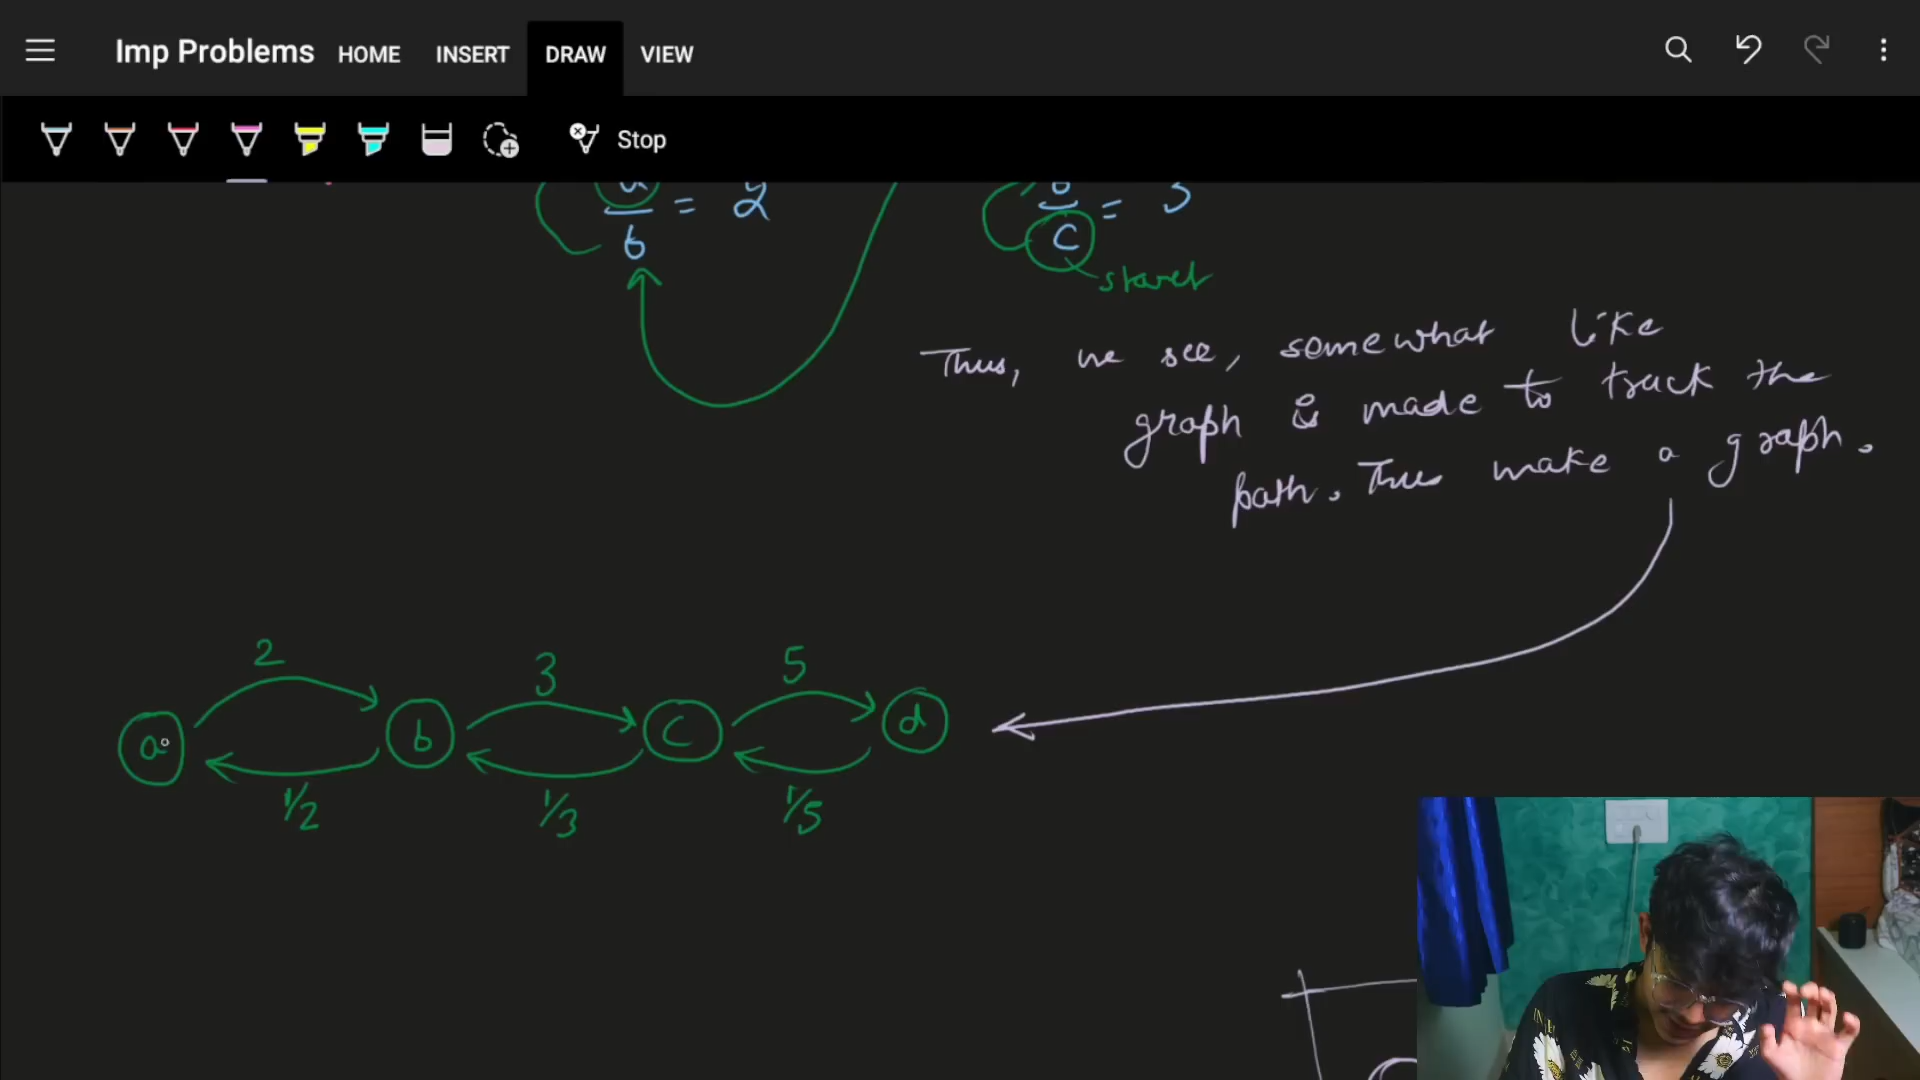 Imp Problems HOME INSERT DRAW VIEW
Stop
b = 2
= 3
c
start
Thus, we see, somewhat like
graph is made to track the
path. Thus make a graph.
2 3 5
a b c d
1/2 1/3 1/5